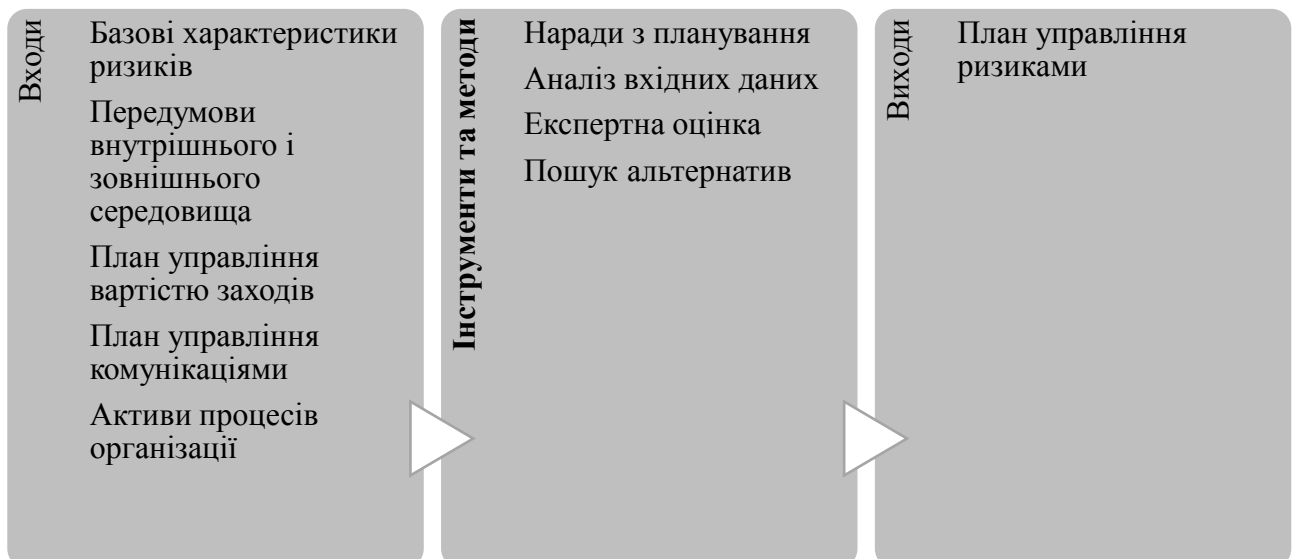 Входи
Базові характеристики
ризиків
Передумови
внутрішнього і
зовнішнього
середовища
План управління
вартістю заходів
План управління
комунікаціями
Активи процесів
організації
Інструменти та методи
Наради з планування
Аналіз вхідних даних
Експертна оцінка
Пошук альтернатив
Виходи
План управління
ризиками